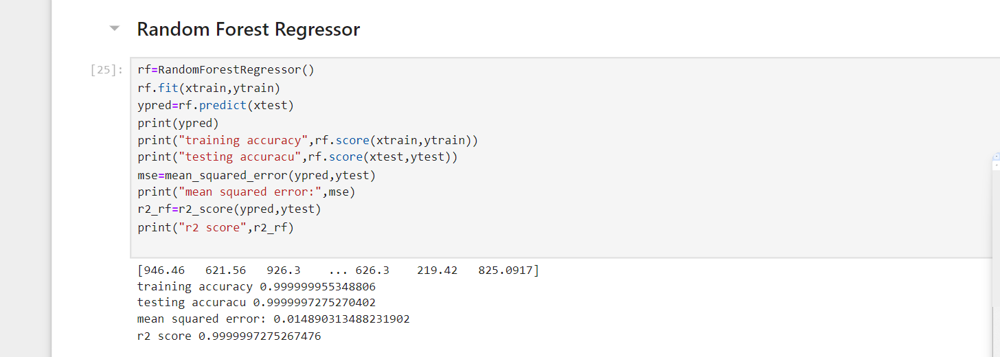 Random Forest Regressor
[25]:
rf=RandomForestRegressor()
rf.fit(xtrain,ytrain)
ypred=rf.predict(xtest)
print(ypred)
print("training accuracy",rf.score(xtrain,ytrain))
print("testing accuracu",rf.score(xtest,ytest))
mse=mean_squared_error(ypred,ytest)
print("mean squared error:",mse)
r2_rf=r2_score(ypred,ytest)
print("r2 score",r2_rf)
[946.46 621.56 926.3 ... 626.3 219.42 825.0917]
training accuracy 0.999999955348806
testing accuracu 0.9999997275270402
mean squared error: 0.014890313488231902
r2 score 0.9999997275267476